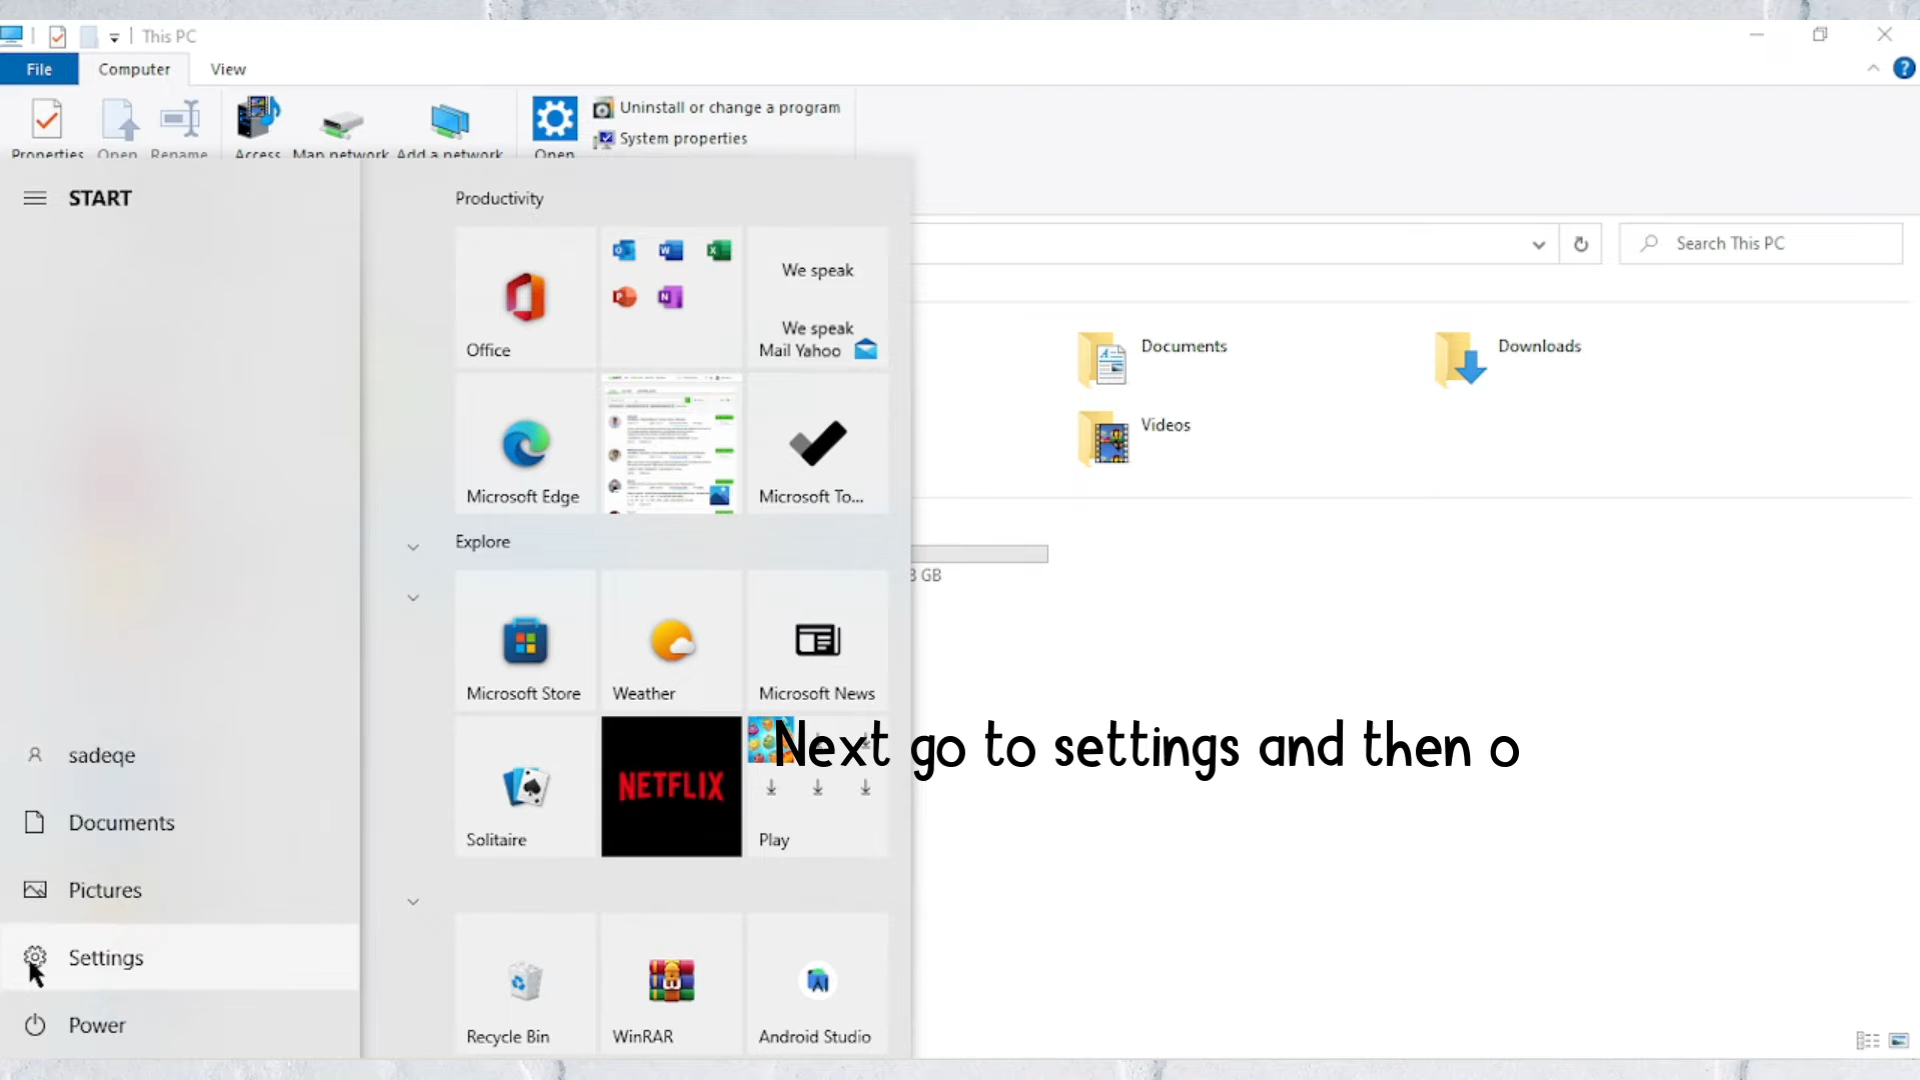 This PC
File
Computer
View
Uninstall or change a program
System properties
Properties
Open
Rename
Access
Map network
Add a network
Open
START
Productivity
Search This PC
Office
We speak
We speak
Mail Yahoo
Documents
Downloads
Videos
Microsoft Edge
Microsoft To...
Explore
3 GB
Microsoft Store
Weather
Microsoft News
Next go to settings and then o
sadeqe
Documents
Pictures
Settings
Power
Solitaire
NETFLIX
Play
Recycle Bin
WinRAR
Android Studio